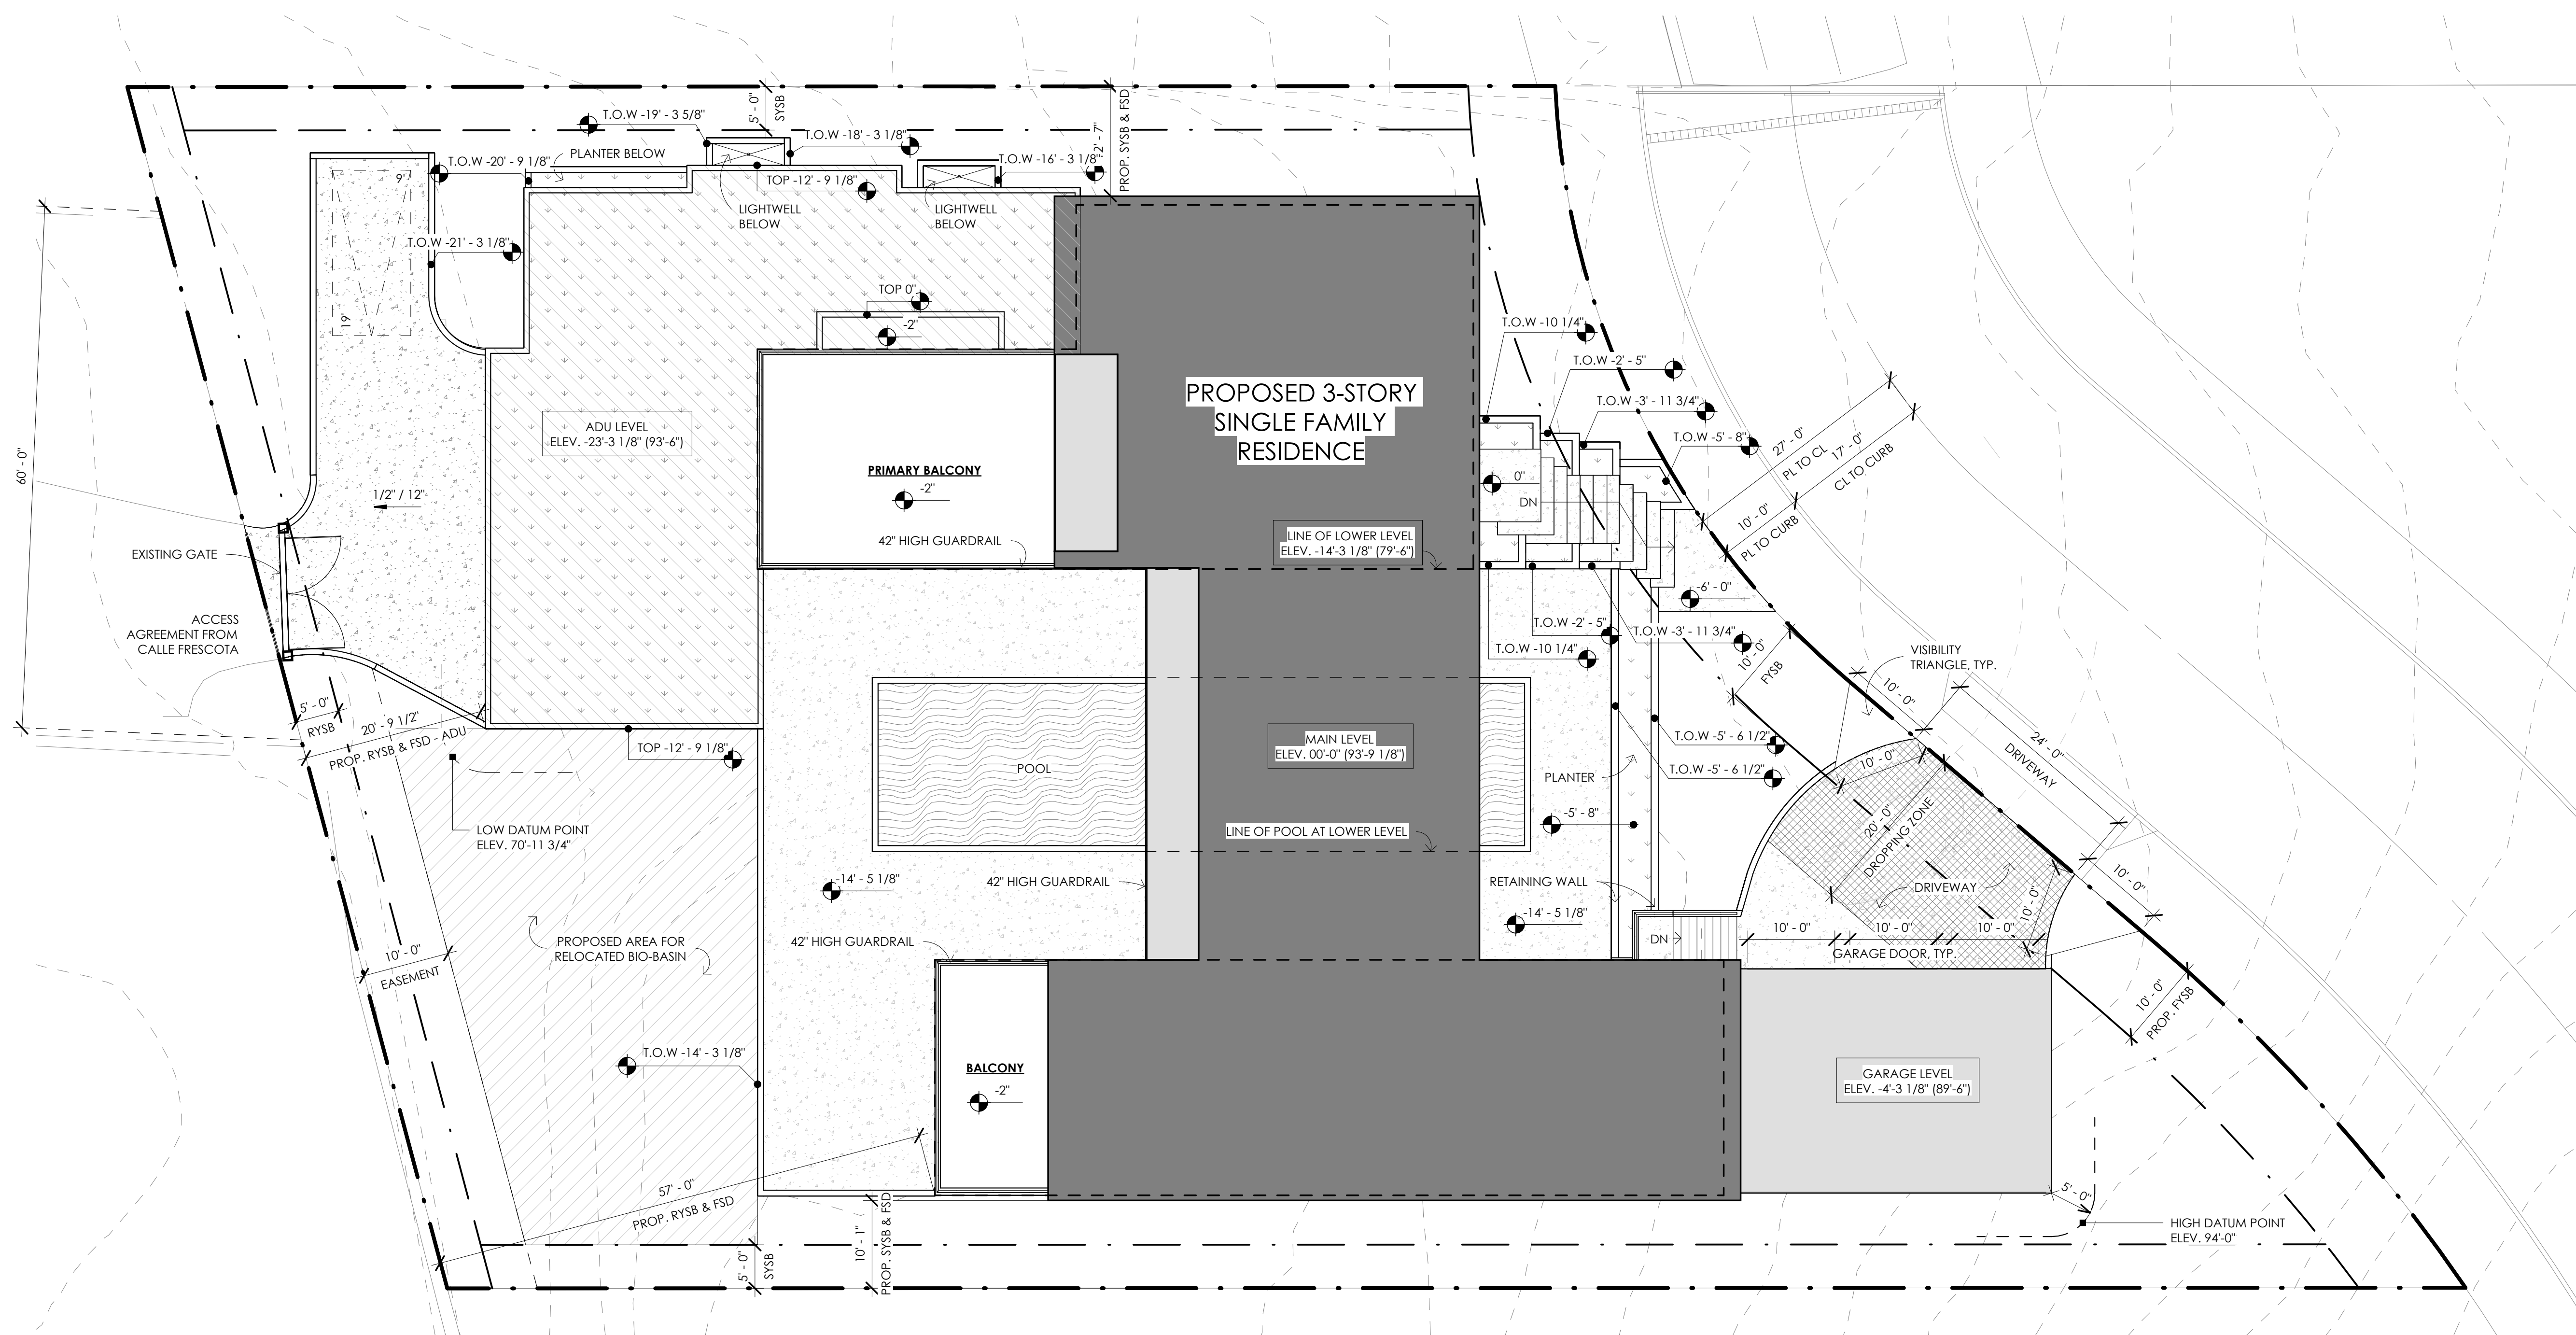 5' - 0"
SYSB
PROP. SYSB & FSD
T.O.W -19' - 3 5/8"
T.O.W -18' - 3 1/8"
T.O.W -20' - 9 1/8"
PLANTER BELOW
T.O.W -16' - 3 1/8"
9'
19'
TOP -12' - 9 1/8"
LIGHTWELL
BELOW
LIGHTWELL
BELOW
T.O.W -21' - 3 1/8"
TOP 0"
-2"
PROPOSED 3-STORY
SINGLE FAMILY
RESIDENCE
T.O.W -10 1/4"
T.O.W -2' - 5"
T.O.W -3' - 11 3/4"
T.O.W -5' - 8"
27' - 0"
PL TO CL
17' - 0"
CL TO CURB
10' - 0"
PL TO CURB
60' - 0"
ADU LEVEL
ELEV. -23'-3 1/8" (93'-6")
PRIMARY BALCONY
-2"
0"
DN
1/2" / 12"
42" HIGH GUARDRAIL
LINE OF LOWER LEVEL
ELEV. -14'-3 1/8" (79'-6")
EXISTING GATE
ACCESS
AGREEMENT FROM
CALLE FRESCOTA
-6' - 0"
T.O.W -2' - 5"
T.O.W -3' - 11 3/4"
T.O.W -10 1/4"
10' - 0"
FYSB
VISIBILITY
TRIANGLE, TYP.
10' - 0"
24' - 0"
DRIVEWAY
5' - 0"
RYSB
20' - 9 1/2"
PROP. RYSB & FSD - ADU
TOP -12' - 9 1/8"
POOL
MAIN LEVEL
ELEV. 00'-0" (93'-9 1/8")
T.O.W -5' - 6 1/2"
T.O.W -5' - 6 1/2"
PLANTER
10' - 0"
20' - 0"
DROPPING ZONE
LOW DATUM POINT
ELEV. 70'-11 3/4"
LINE OF POOL AT LOWER LEVEL
-5' - 8"
-14' - 5 1/8"
42" HIGH GUARDRAIL
RETAINING WALL
DRIVEWAY
10' - 0"
10' - 0"
-14' - 5 1/8"
DN
10' - 0"
10' - 0"
10' - 0"
GARAGE DOOR, TYP.
PROPOSED AREA FOR
RELOCATED BIO-BASIN
42" HIGH GUARDRAIL
10' - 0"
EASEMENT
10' - 0"
PROP. FYSB
T.O.W -14' - 3 1/8"
BALCONY
-2"
GARAGE LEVEL
ELEV. -4'-3 1/8" (89'-6")
57' - 0"
PROP. RYSB & FSD
5' - 0"
HIGH DATUM POINT
ELEV. 94'-0"
5' - 0"
SYSB
10' - 1"
PROP. SYSB & FSD